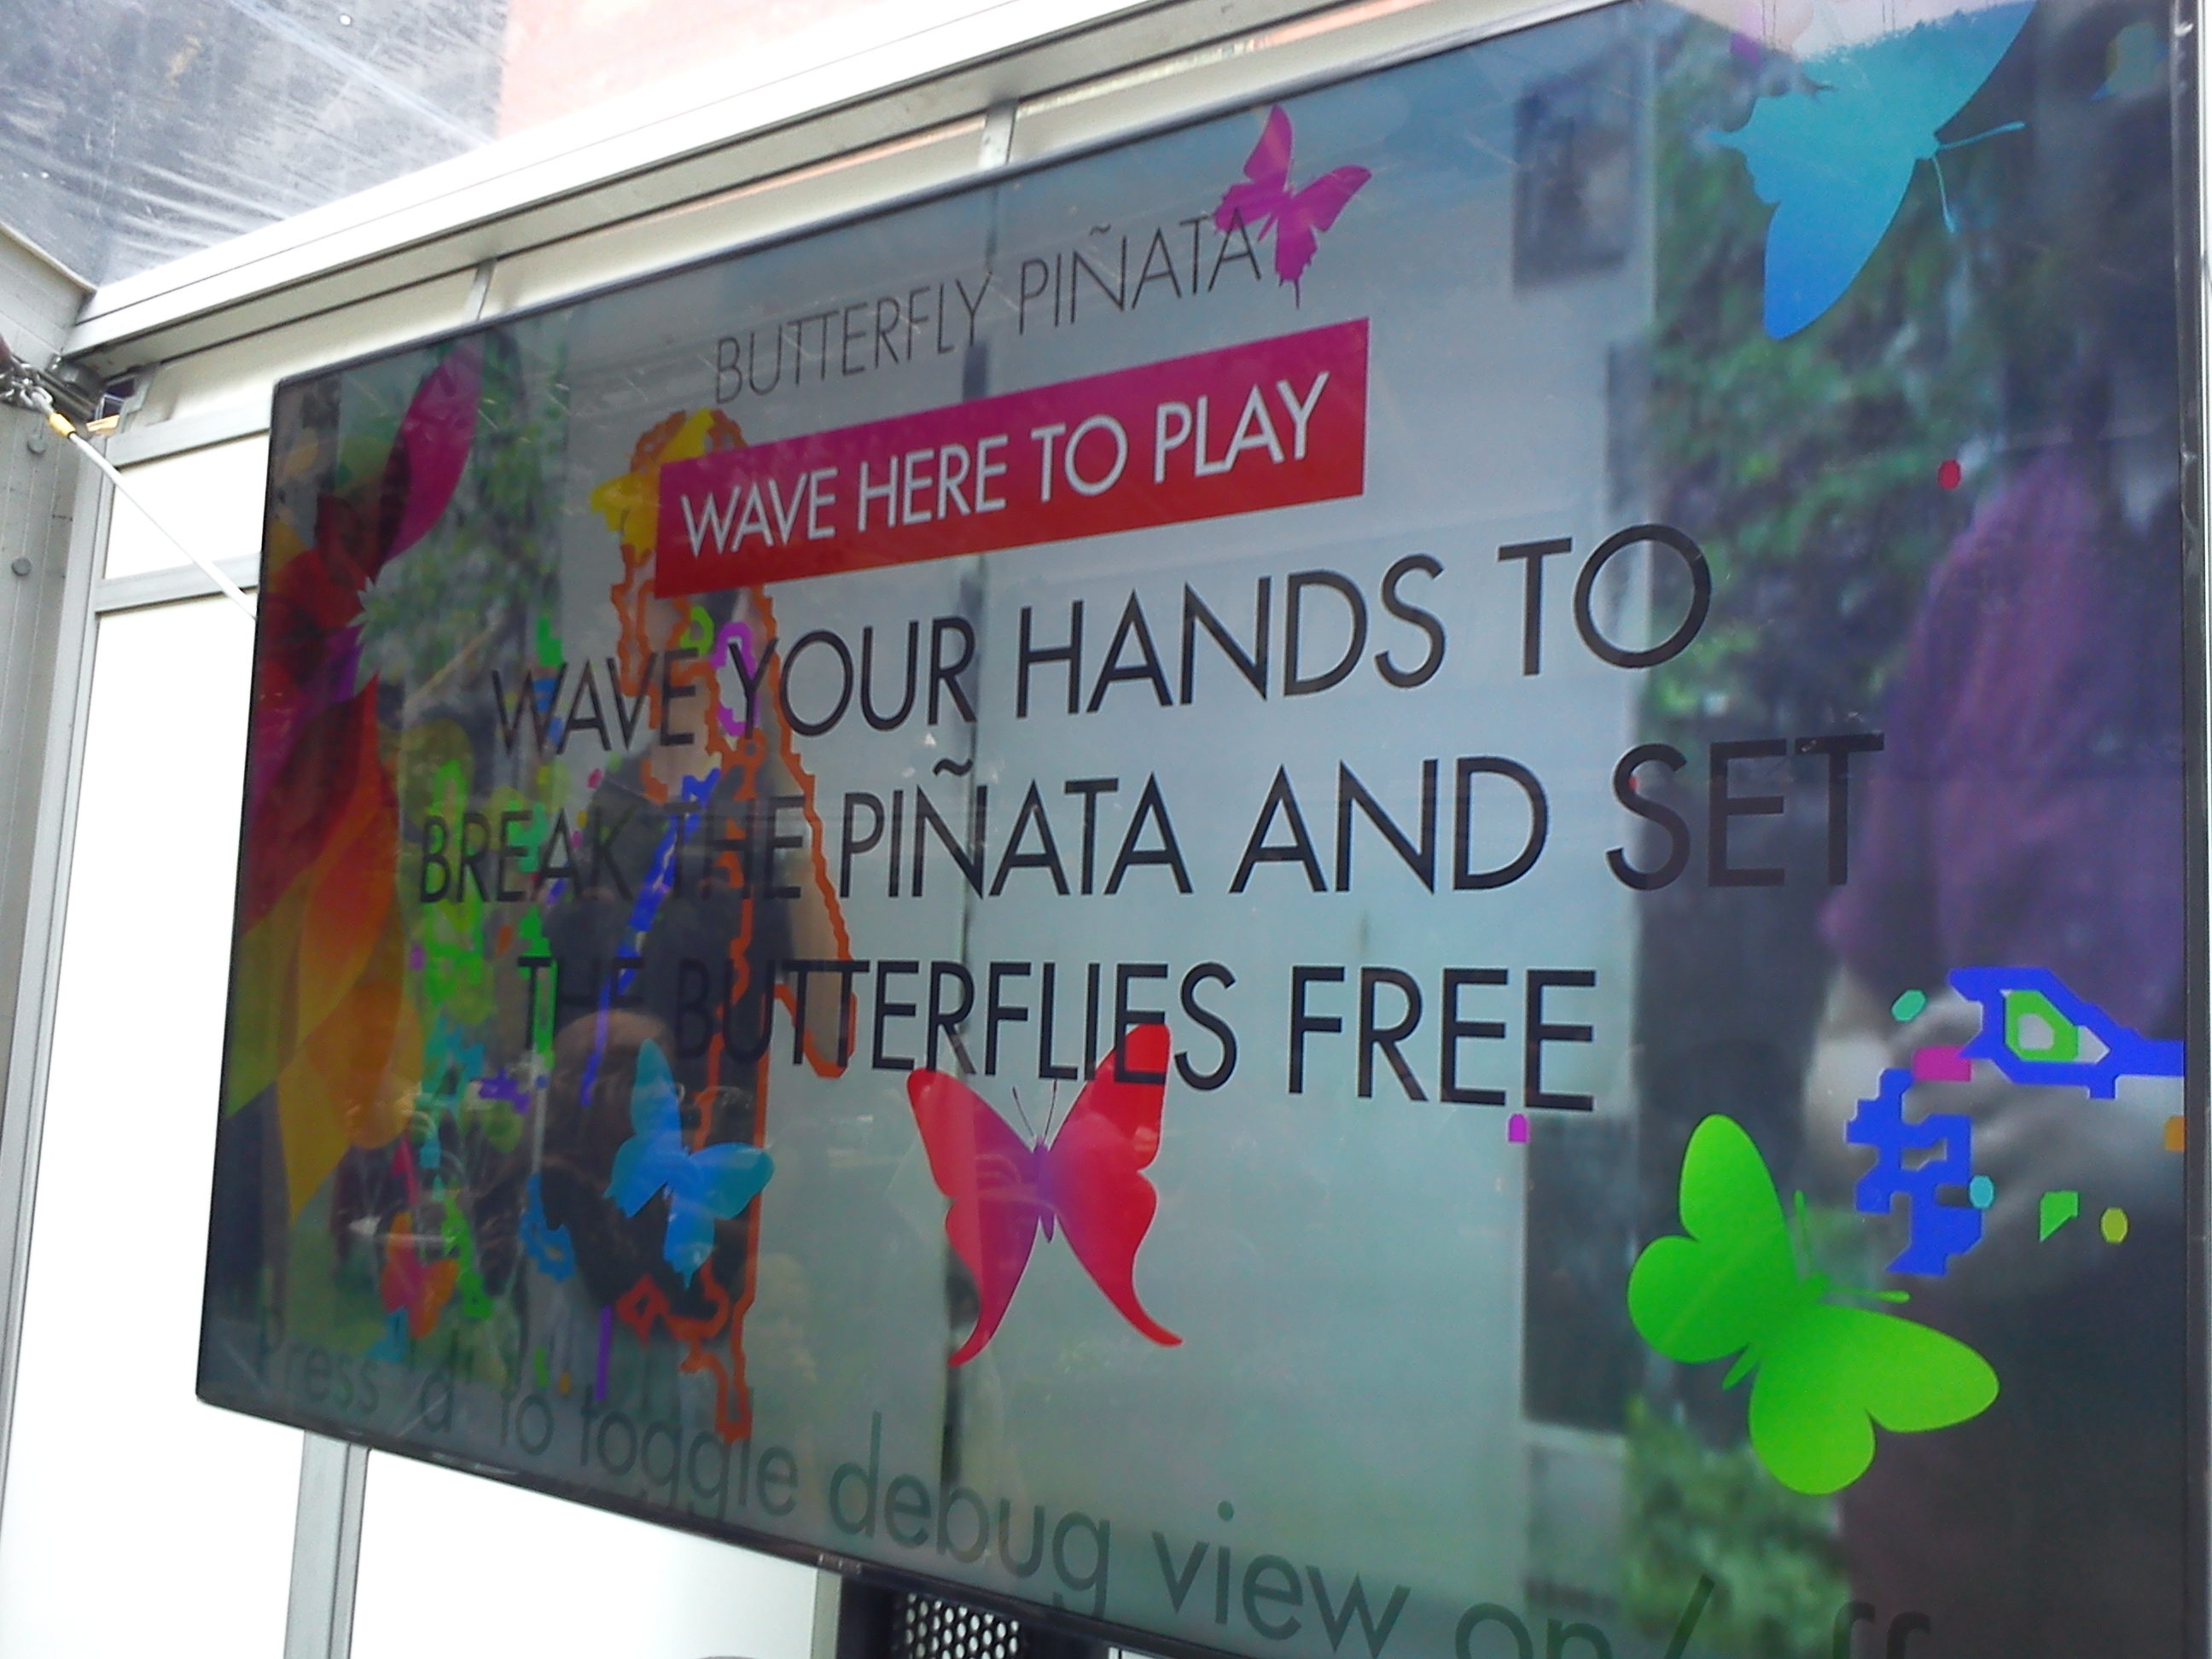 BUTTERFLY PIÑATA
WAVE HERE TO PLAY
WAVE YOUR HANDS TO
BREAK THE PIÑATA AND SET
THE BUTTERFLIES FREE
Press 'd' to toggle debug view on / off